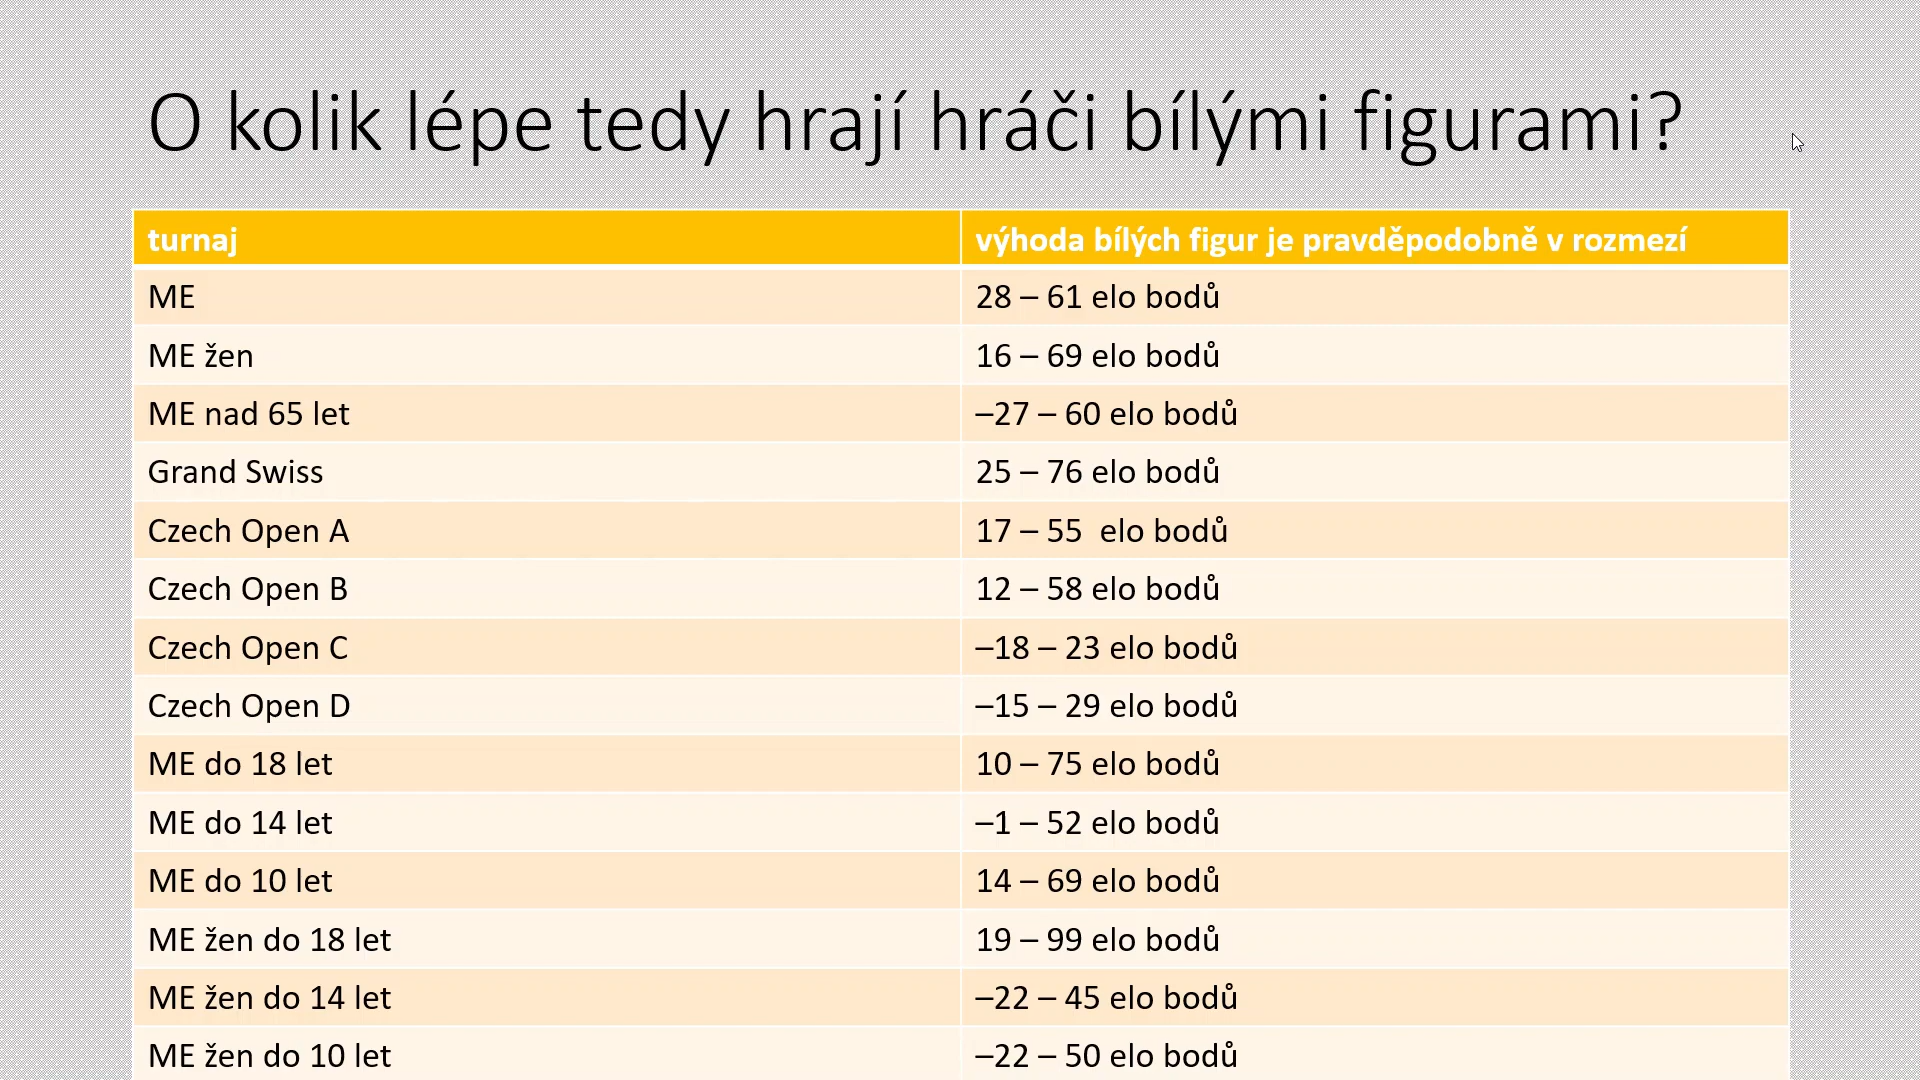 O kolik lépe tedy hrají hráči bílými figurami?
turnaj výhoda bílých figur je pravděpodobně v rozmezí
ME 28 – 61 elo bodů
ME žen 16 – 69 elo bodů
ME nad 65 let –27 – 60 elo bodů
Grand Swiss 25 – 76 elo bodů
Czech Open A 17 – 55  elo bodů
Czech Open B 12 – 58 elo bodů
Czech Open C –18 – 23 elo bodů
Czech Open D –15 – 29 elo bodů
ME do 18 let 10 – 75 elo bodů
ME do 14 let –1 – 52 elo bodů
ME do 10 let 14 – 69 elo bodů
ME žen do 18 let 19 – 99 elo bodů
ME žen do 14 let –22 – 45 elo bodů
ME žen do 10 let –22 – 50 elo bodů